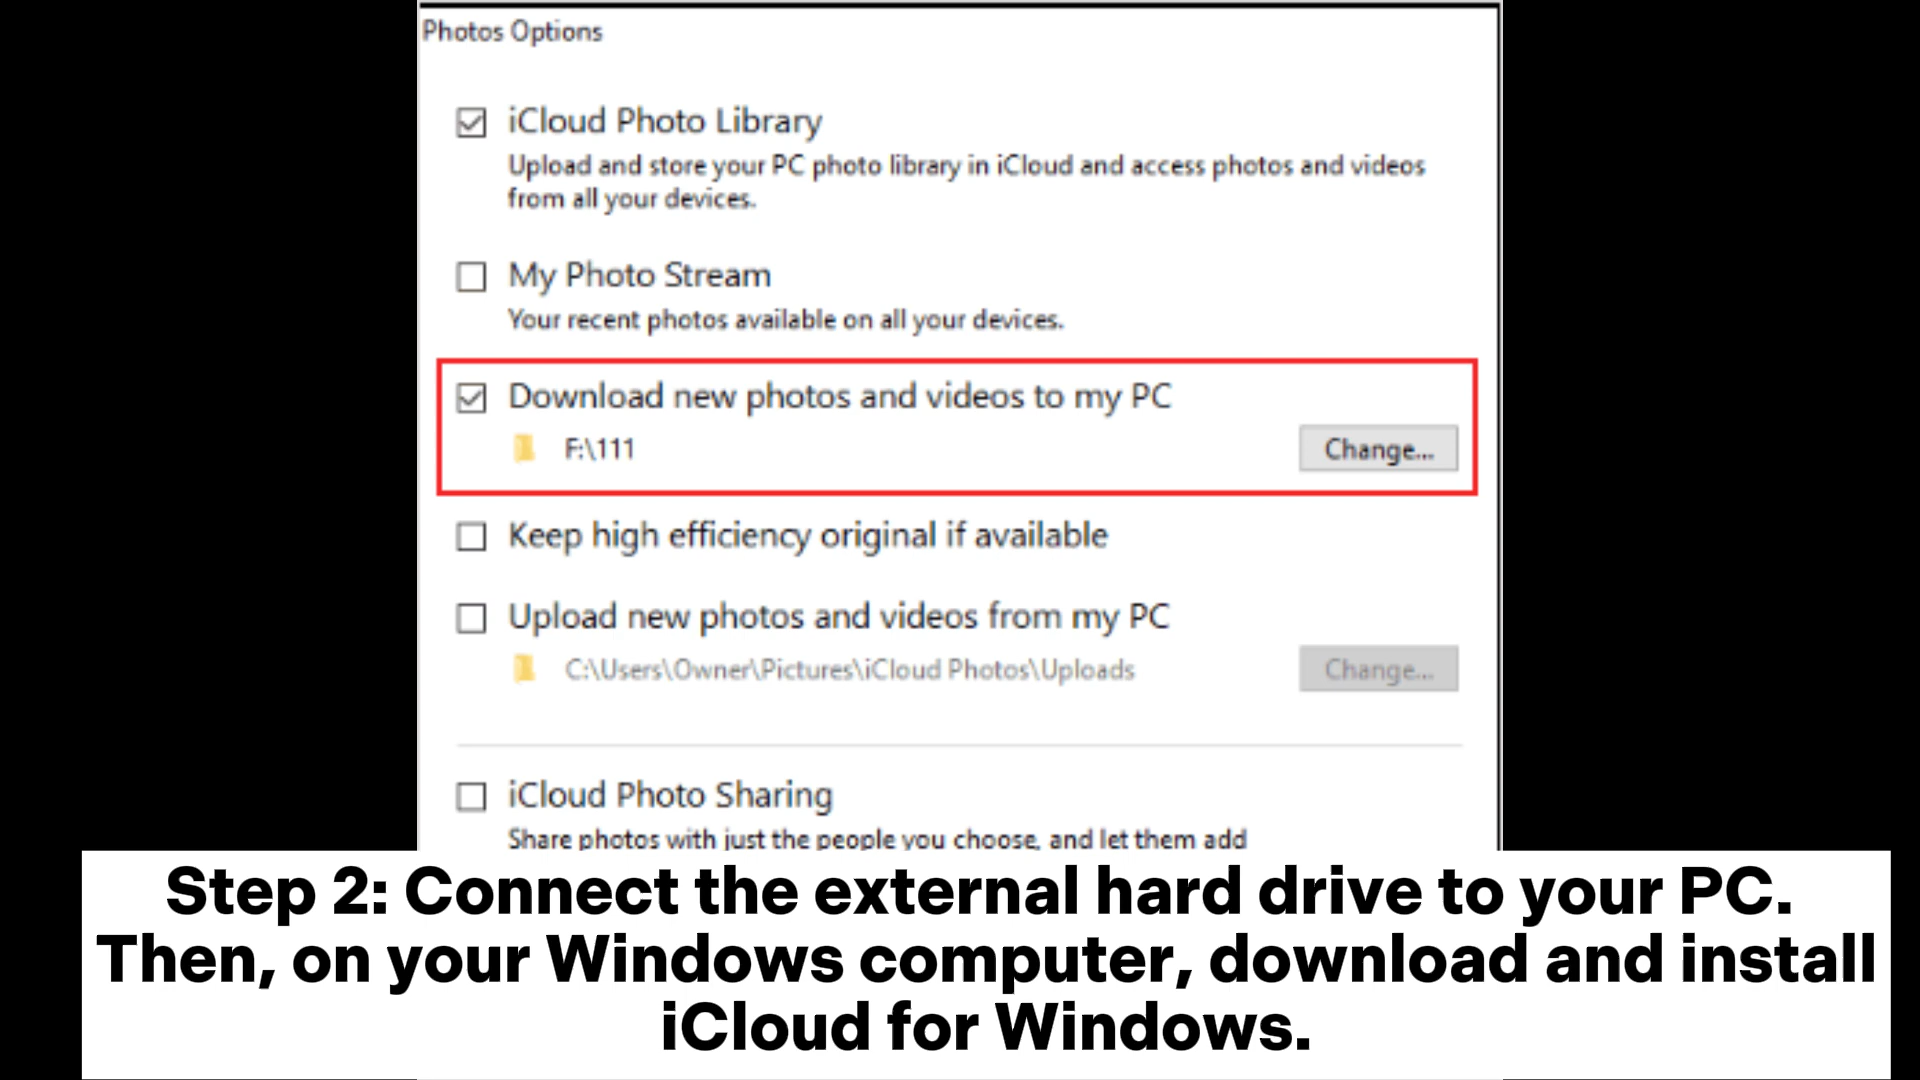 Photos Options
iCloud Photo Library
Upload and store your PC photo library in iCloud and access photos and videos
from all your devices.
My Photo Stream
Your recent photos available on all your devices.
Download new photos and videos to my PC
F:\111
Change...
Keep high efficiency original if available
Upload new photos and videos from my PC
C:\Users\Owner\Pictures\iCloud Photos\Uploads
Change...
iCloud Photo Sharing
Share photos with just the people you choose, and let them add
Step 2: Connect the external hard drive to your PC.
Then, on your Windows computer, download and install
iCloud for Windows.